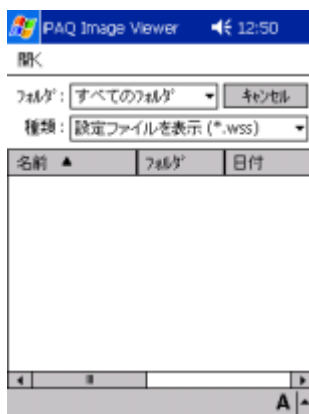 iPAQ Image Viewer 12:50
開く
ﾌｫﾙﾀﾞ: すべてのﾌｫﾙﾀﾞ ｷｬﾝｾﾙ
種類: 設定ファイルを表示 (*.wss)
名前 ▲ ﾌｫﾙﾀﾞ 日付
A